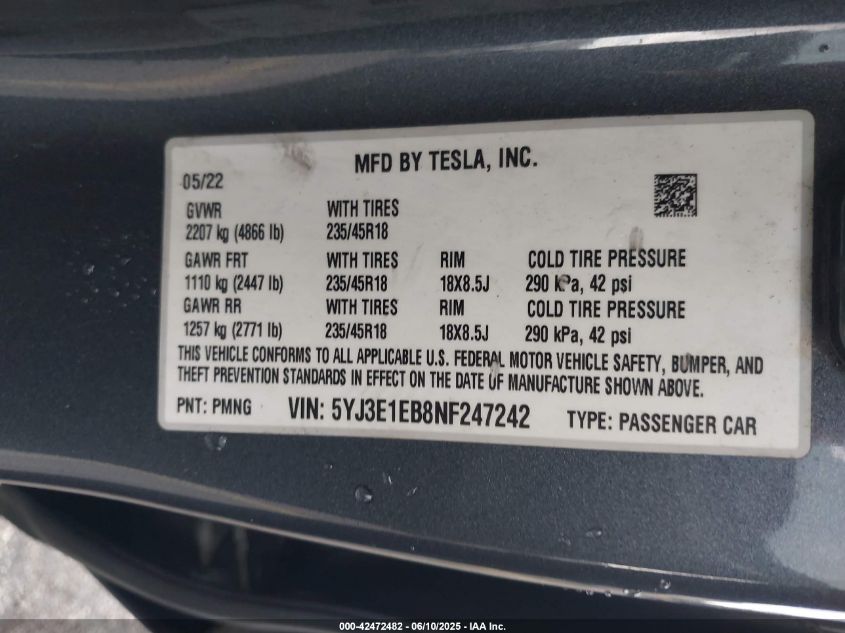 MFD BY TESLA, INC.
05/22
GVWR WITH TIRES
2207 kg (4866 lb) 235/45R18
GAWR FRT WITH TIRES RIM COLD TIRE PRESSURE
1110 kg (2447 lb) 235/45R18 18X8.5J 290 kPa, 42 psi
GAWR RR WITH TIRES RIM COLD TIRE PRESSURE
1257 kg (2771 lb) 235/45R18 18X8.5J 290 kPa, 42 psi
THIS VEHICLE CONFORMS TO ALL APPLICABLE U.S. FEDERAL MOTOR VEHICLE SAFETY, BUMPER, AND
THEFT PREVENTION STANDARDS IN EFFECT ON THE DATE OF MANUFACTURE SHOWN ABOVE.
PNT: PMNG VIN: 5YJ3E1EB8NF247242 TYPE: PASSENGER CAR
000-42472482 - 06/10/2025 - IAA Inc.